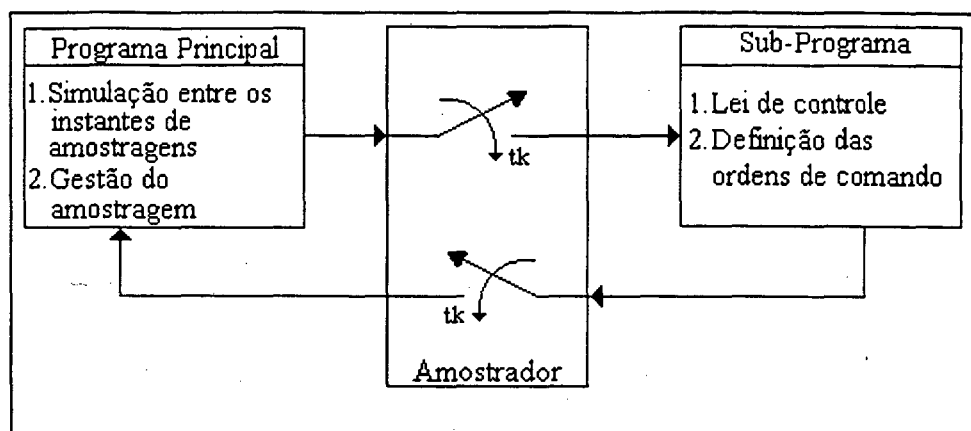 Programa Principal
1.Simulação entre os
instantes de
amostragens
2.Gestão do
amostragem
tk
tk
Amostrador
Sub-Programa
1.Lei de controle
2.Definição das
ordens de comando